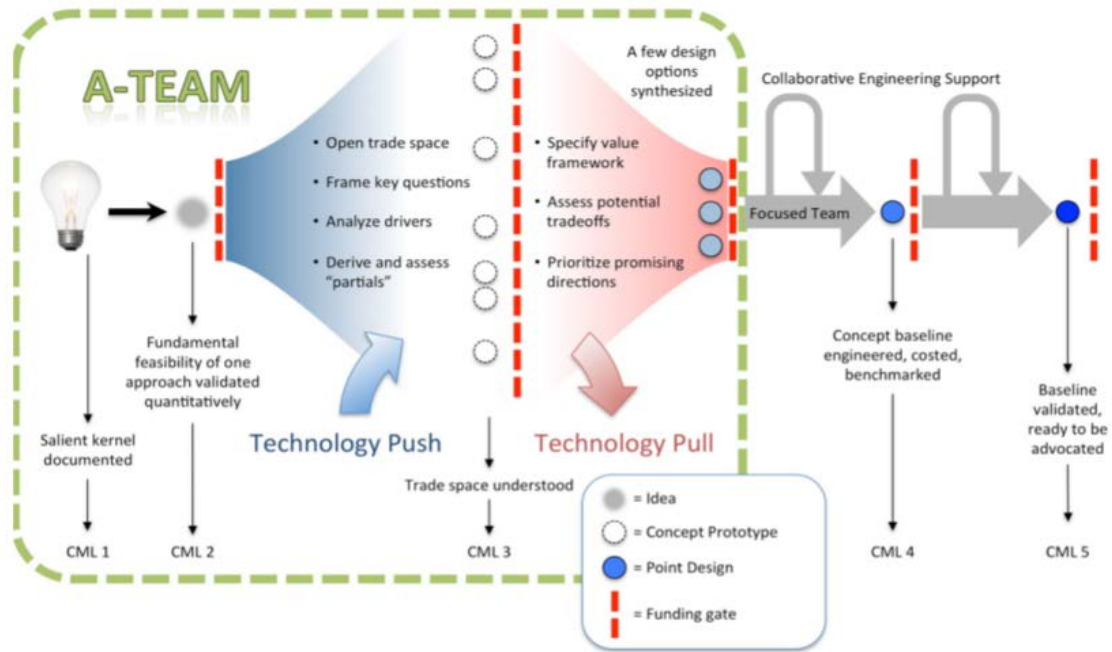 A-TEAM
• Open trade space
• Frame key questions
• Analyze drivers
• Derive and assess
“partials”
A few design
options
synthesized
• Specify value
framework
• Assess potential
tradeoffs
• Prioritize promising
directions
Collaborative Engineering Support
Focused Team
Salient kernel
documented
Fundamental
feasibility of one
approach validated
quantitatively
Technology Push
Technology Pull
Trade space understood
Concept baseline
engineered, costed,
benchmarked
Baseline
validated,
ready to be
advocated
CML 1
CML 2
CML 3
CML 4
CML 5
= Idea
= Concept Prototype
= Point Design
= Funding gate